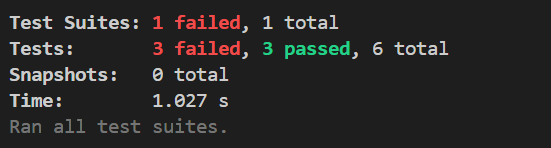 Test Suites: 1 failed, 1 total
Tests:       3 failed, 3 passed, 6 total
Snapshots:   0 total
Time:        1.027 s
Ran all test suites.